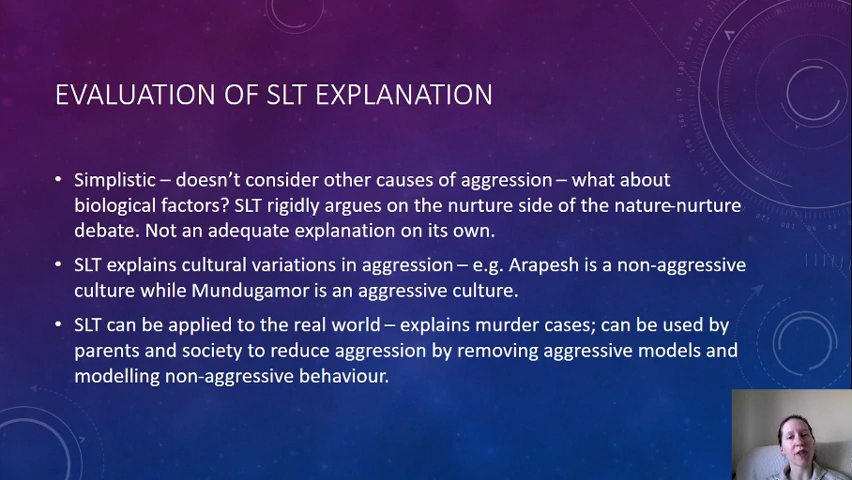 EVALUATION OF SLT EXPLANATION
• Simplistic – doesn't consider other causes of aggression – what about
biological factors? SLT rigidly argues on the nurture side of the nature-nurture
debate. Not an adequate explanation on its own.
• SLT explains cultural variations in aggression – e.g. Arapesh is a non-aggressive
culture while Mundugamor is an aggressive culture.
• SLT can be applied to the real world – explains murder cases; can be used by
parents and society to reduce aggression by removing aggressive models and
modelling non-aggressive behaviour.